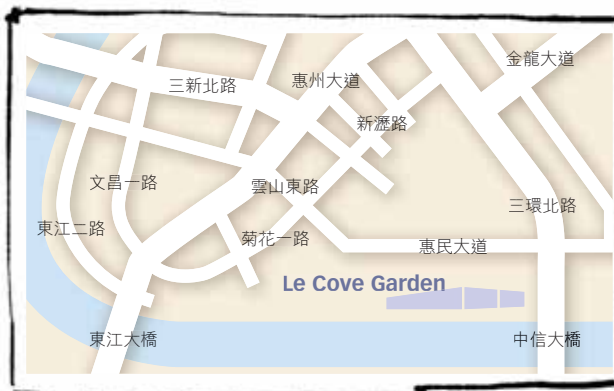 金龍大道
三新北路
惠州大道
新瀝路
文昌一路
雲山東路
三環北路
東江二路
菊花一路
惠民大道
Le Cove Garden
東江大橋
中信大橋